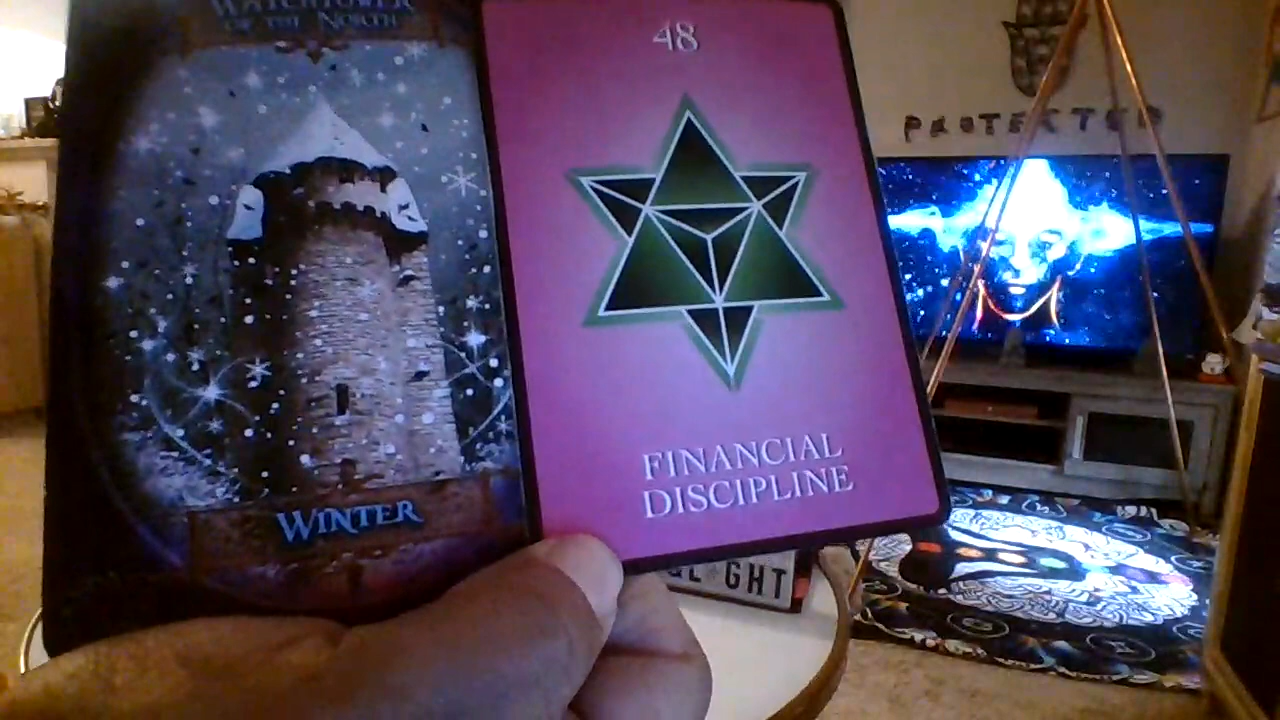 WATCHTOWER
OF THE NORTH
WINTER
48
FINANCIAL
DISCIPLINE
PROTECTED